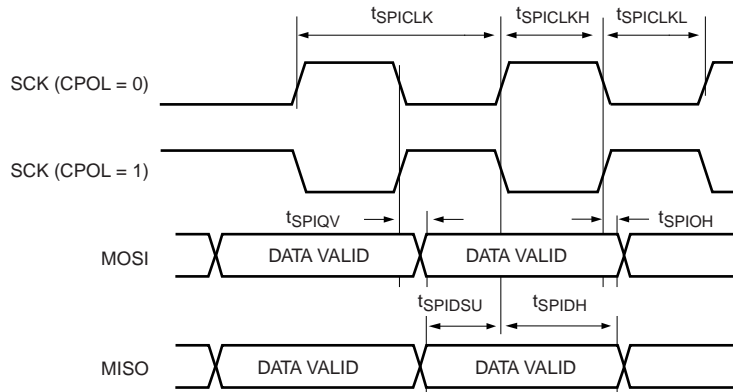 tSPICLK tSPICLKH tSPICLKL
SCK (CPOL = 0)
SCK (CPOL = 1)
tSPIQV tSPIOH
MOSI DATA VALID DATA VALID
tSPIDSU tSPIDH
MISO DATA VALID DATA VALID